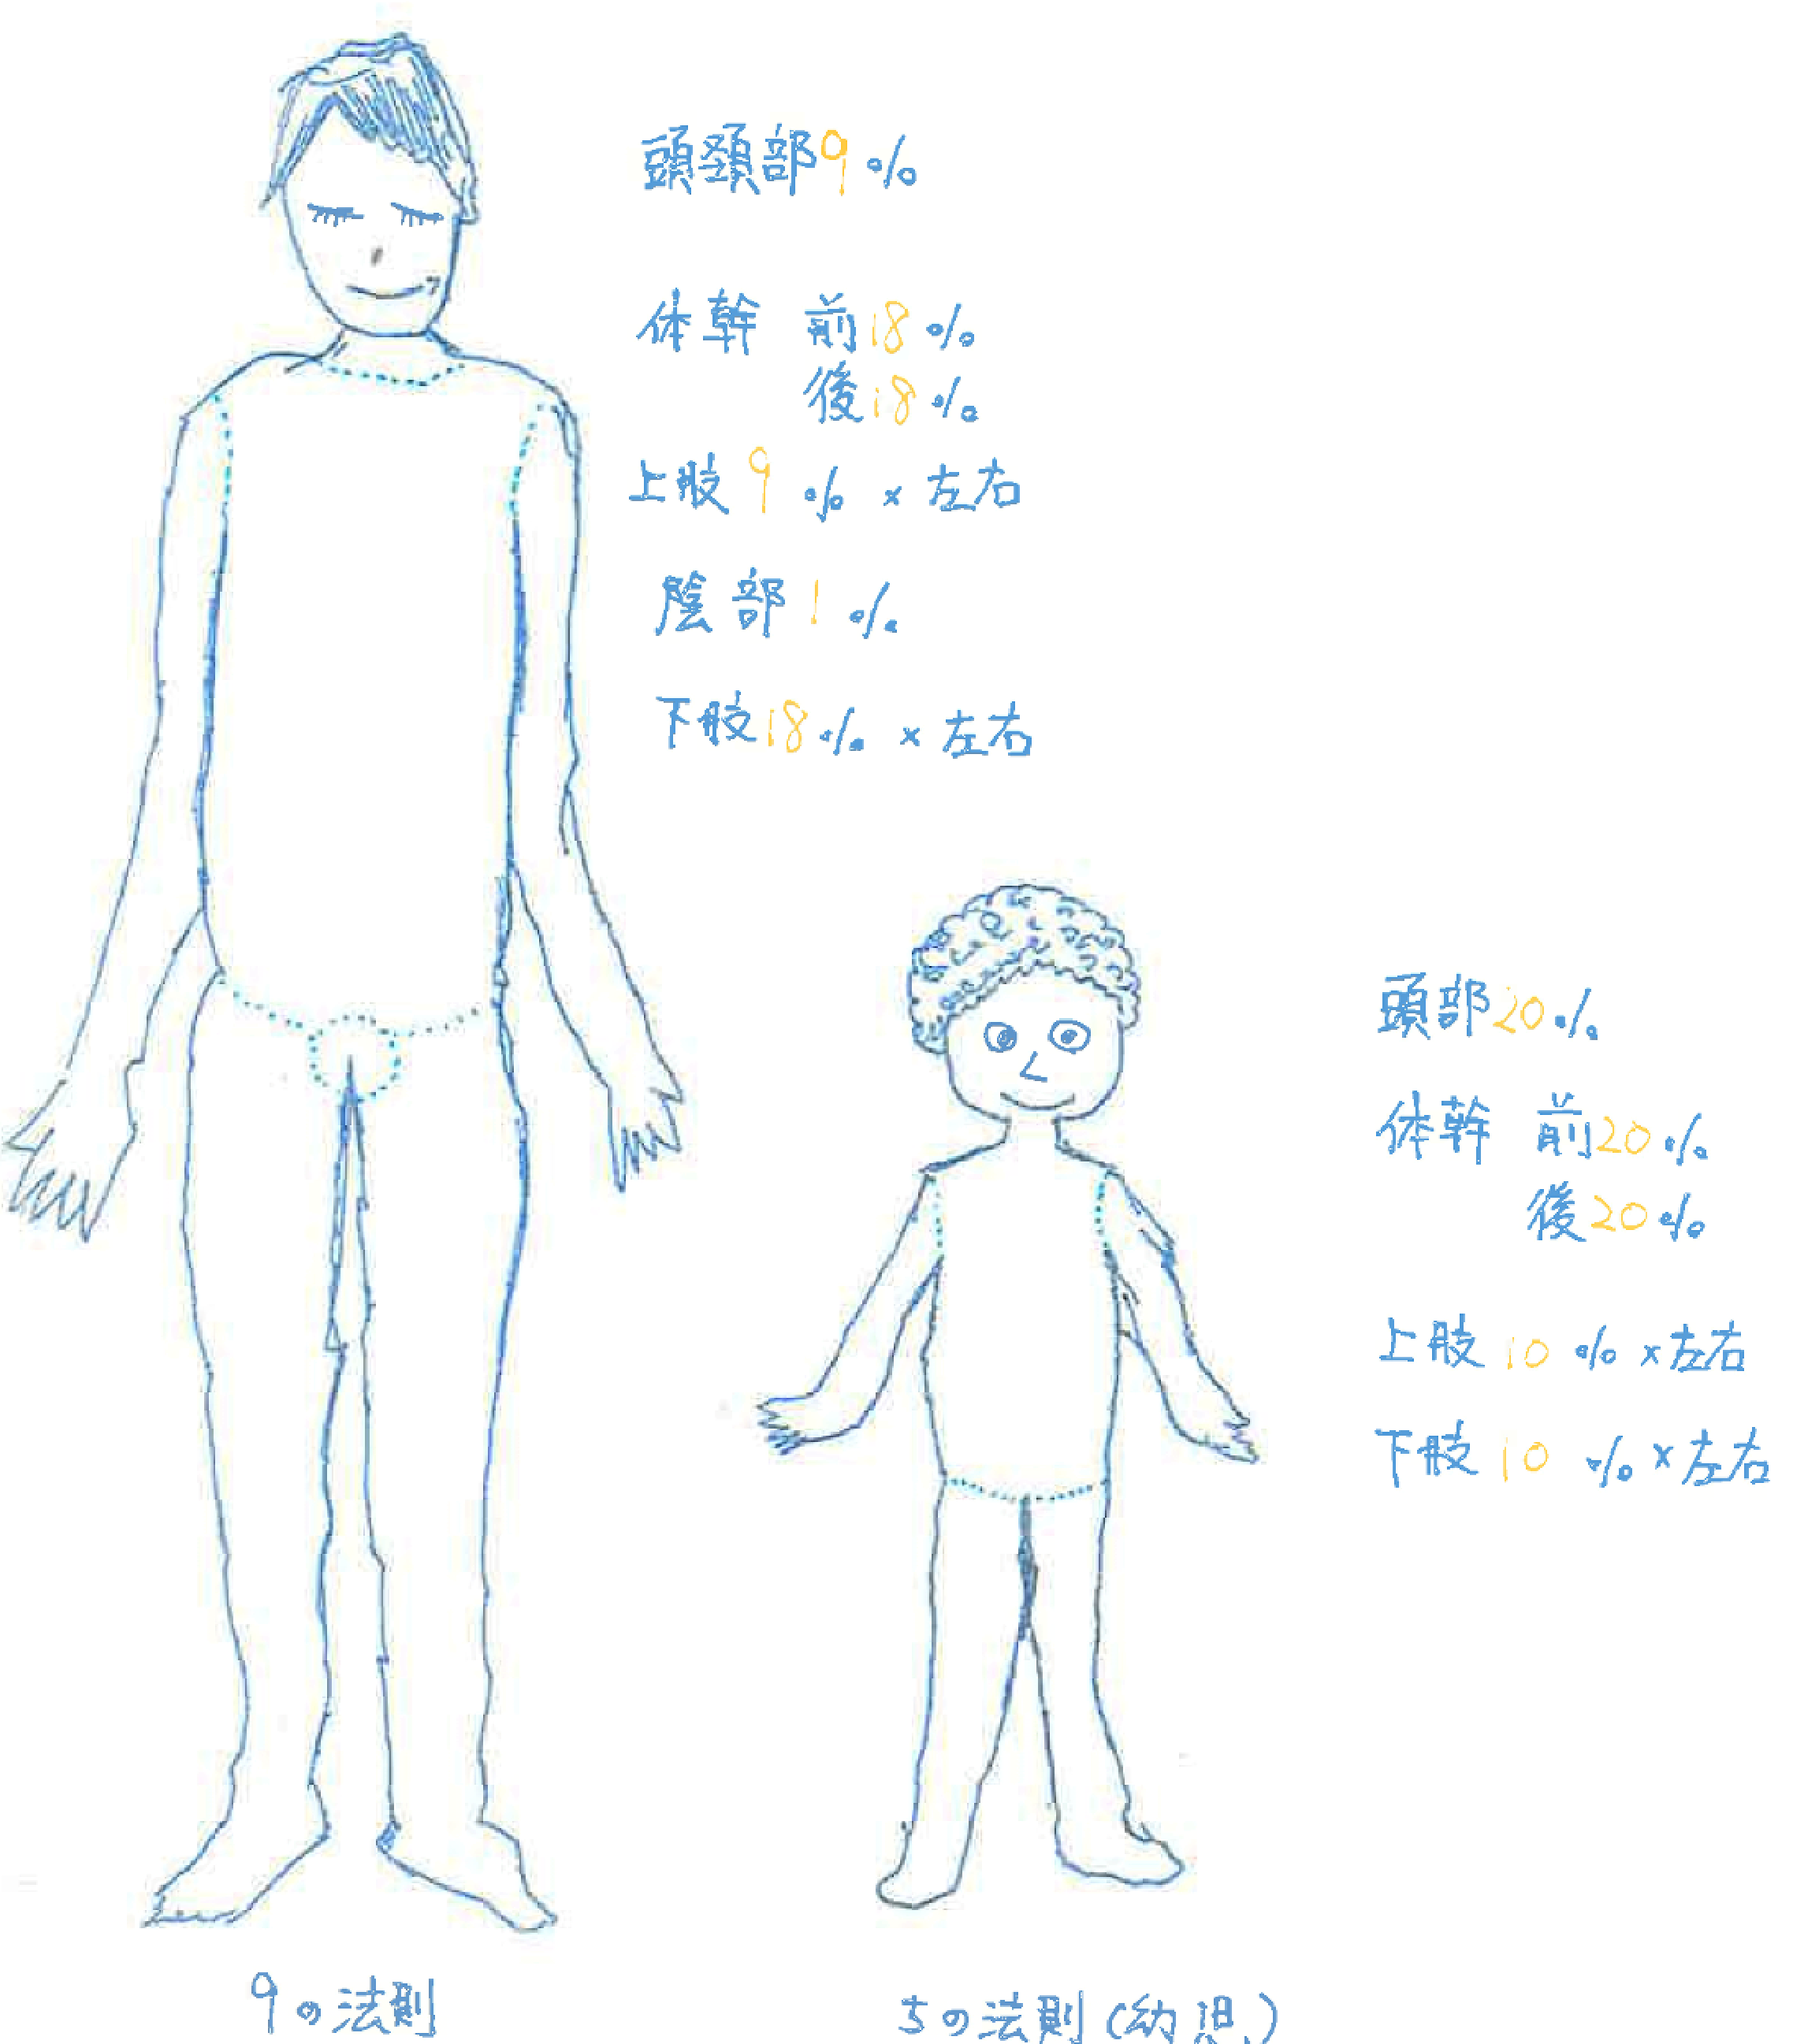 頭頚部9%
体幹 前18%
後18%
上肢9% × 左右
陰部1%
下肢18% × 左右
9の法則
頭部20%
体幹 前20%
後20%
上肢10% ×左右
下肢10% ×左右
5の法則(幼児)